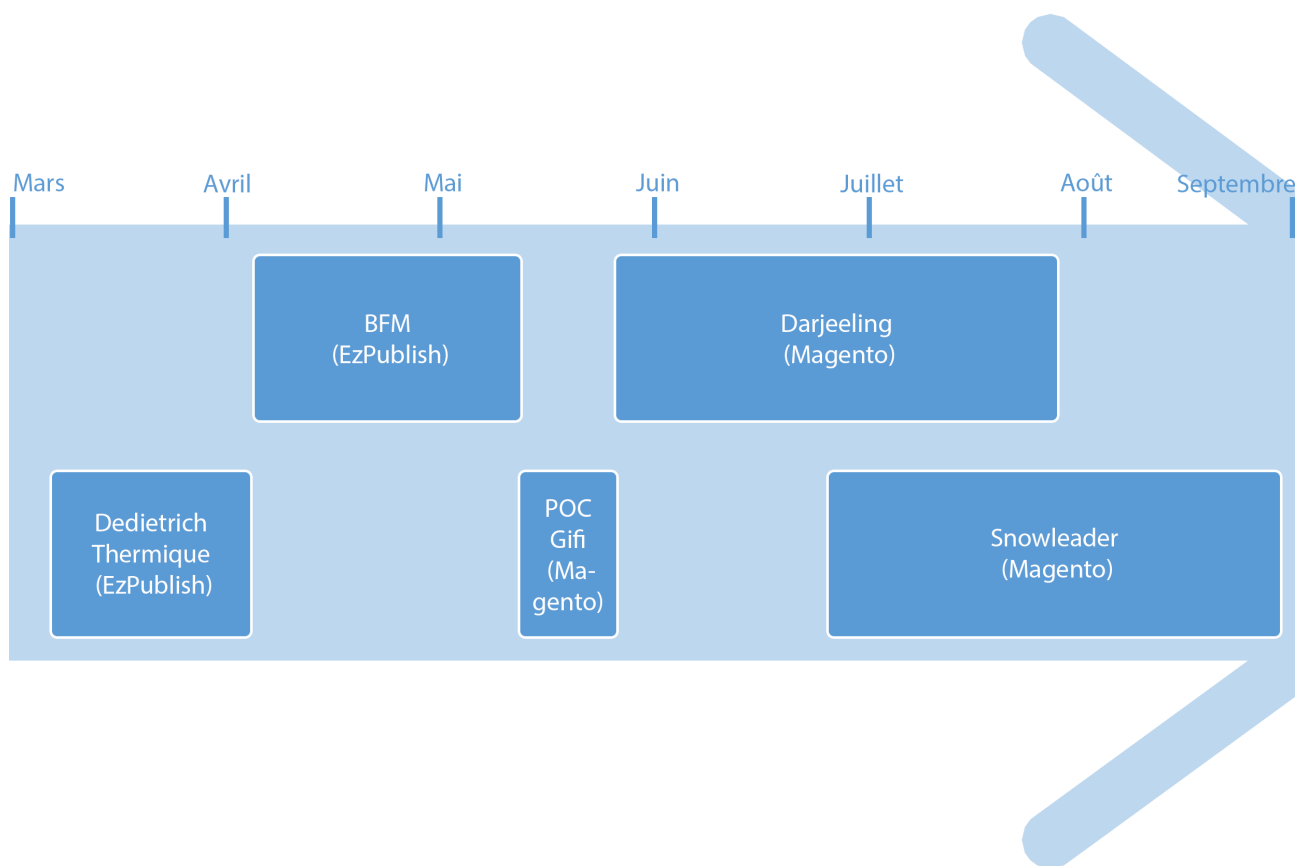 Mars
Avril
Mai
Juin
Juillet
Août
Septembre
BFM
(EzPublish)
Darjeeling
(Magento)
Dedietrich
Thermique
(EzPublish)
POC
Gifi
(Ma-
gento)
Snowleader
(Magento)